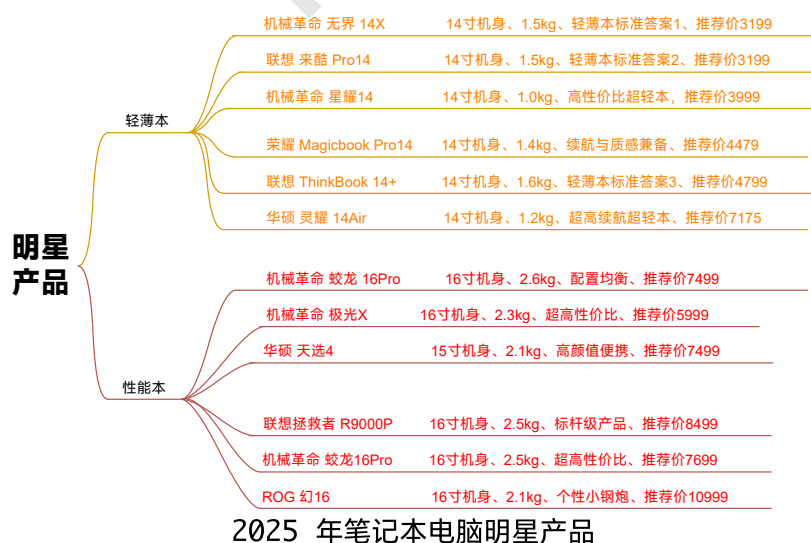 机械革命 无界 14X 14寸机身、1.5kg、轻薄本标准答案1、推荐价3199
联想 来酷 Pro14 14寸机身、1.5kg、轻薄本标准答案2、推荐价3199
机械革命 星耀14 14寸机身、1.0kg、高性价比超轻本，推荐价3999
轻薄本
荣耀 Magicbook Pro14 14寸机身、1.4kg、续航与质感兼备、推荐价4479
联想 ThinkBook 14+ 14寸机身、1.6kg、轻薄本标准答案3、推荐价4799
华硕 灵耀 14Air 14寸机身、1.2kg、超高续航超轻本、推荐价7175
明星
产品
机械革命 蛟龙 16Pro 16寸机身、2.6kg、配置均衡、推荐价7499
机械革命 极光X 16寸机身、2.3kg、超高性价比、推荐价5999
华硕 天选4 15寸机身、2.1kg、高颜值便携、推荐价7499
性能本
联想拯救者 R9000P 16寸机身、2.5kg、标杆级产品、推荐价8499
机械革命 蛟龙16Pro 16寸机身、2.5kg、超高性价比、推荐价7699
ROG 幻16 16寸机身、2.1kg、个性小钢炮、推荐价10999
2025 年笔记本电脑明星产品